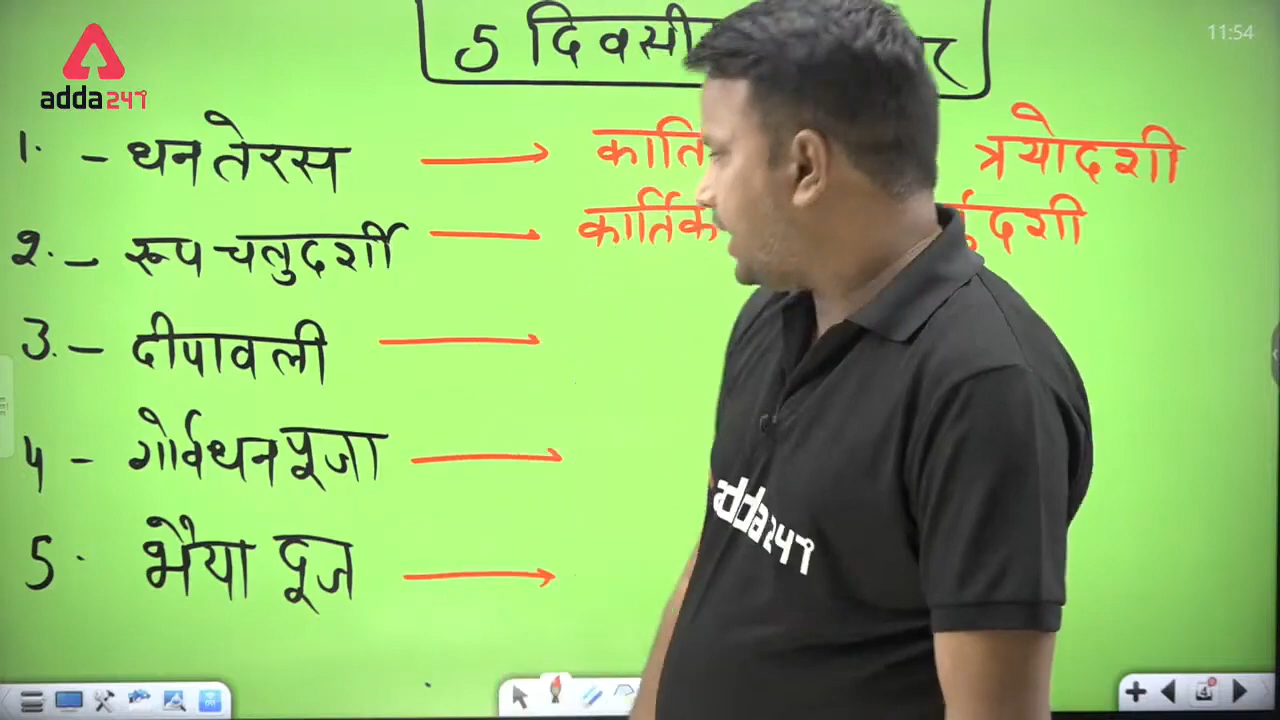 11:54
adda247
5 दिवसी
1. - धनतेरस → काति त्रयोदशी
2. - रूप चतुदर्शी → कार्तिक दशी
3. - दीपावली →
4 - गोर्वधन पूजा →
5. भैया दूज →
adda247
4